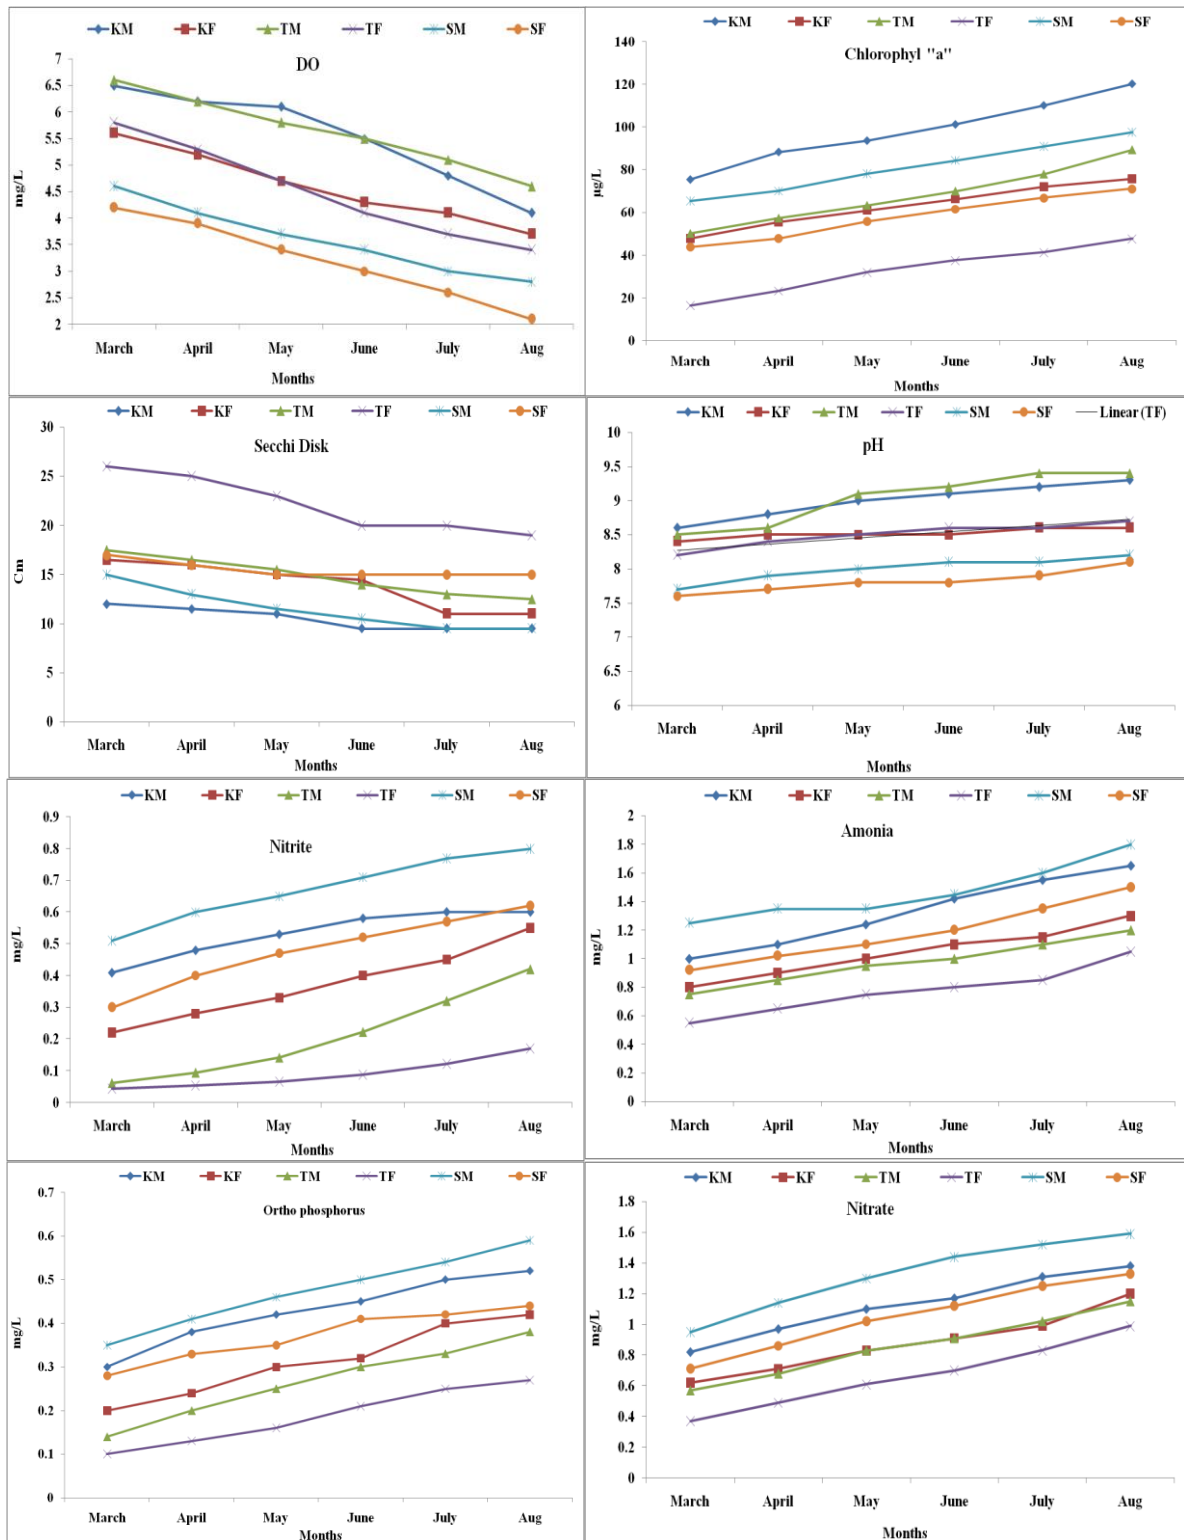 KM KF TM TF SM SF
DO
7
6.5
6
5.5
5
4.5
4
3.5
3
2.5
2
mg/L
March April May June July Aug
Months
KM KF TM TF SM SF
Chlorophyl "a"
140
120
100
80
60
40
20
0
µg/L
March April May June July Aug
Months
KM KF TM TF SM SF
Secchi Disk
30
25
20
15
10
5
0
Cm
March April May June July Aug
Months
KM KF TM TF SM SF Linear (TF)
pH
10
9.5
9
8.5
8
7.5
7
6.5
6
March April May June July Aug
Months
KM KF TM TF SM SF
Nitrite
0.9
0.8
0.7
0.6
0.5
0.4
0.3
0.2
0.1
0
mg/L
March April May June July Aug
Months
KM KF TM TF SM SF
Amonia
2
1.8
1.6
1.4
1.2
1
0.8
0.6
0.4
0.2
0
mg/L
March April May June July Aug
Months
KM KF TM TF SM SF
Ortho phosphorus
0.7
0.6
0.5
0.4
0.3
0.2
0.1
0
mg/L
March April May June July Aug
Months
KM KF TM TF SM SF
Nitrate
1.8
1.6
1.4
1.2
1
0.8
0.6
0.4
0.2
0
mg/L
March April May June July Aug
Months